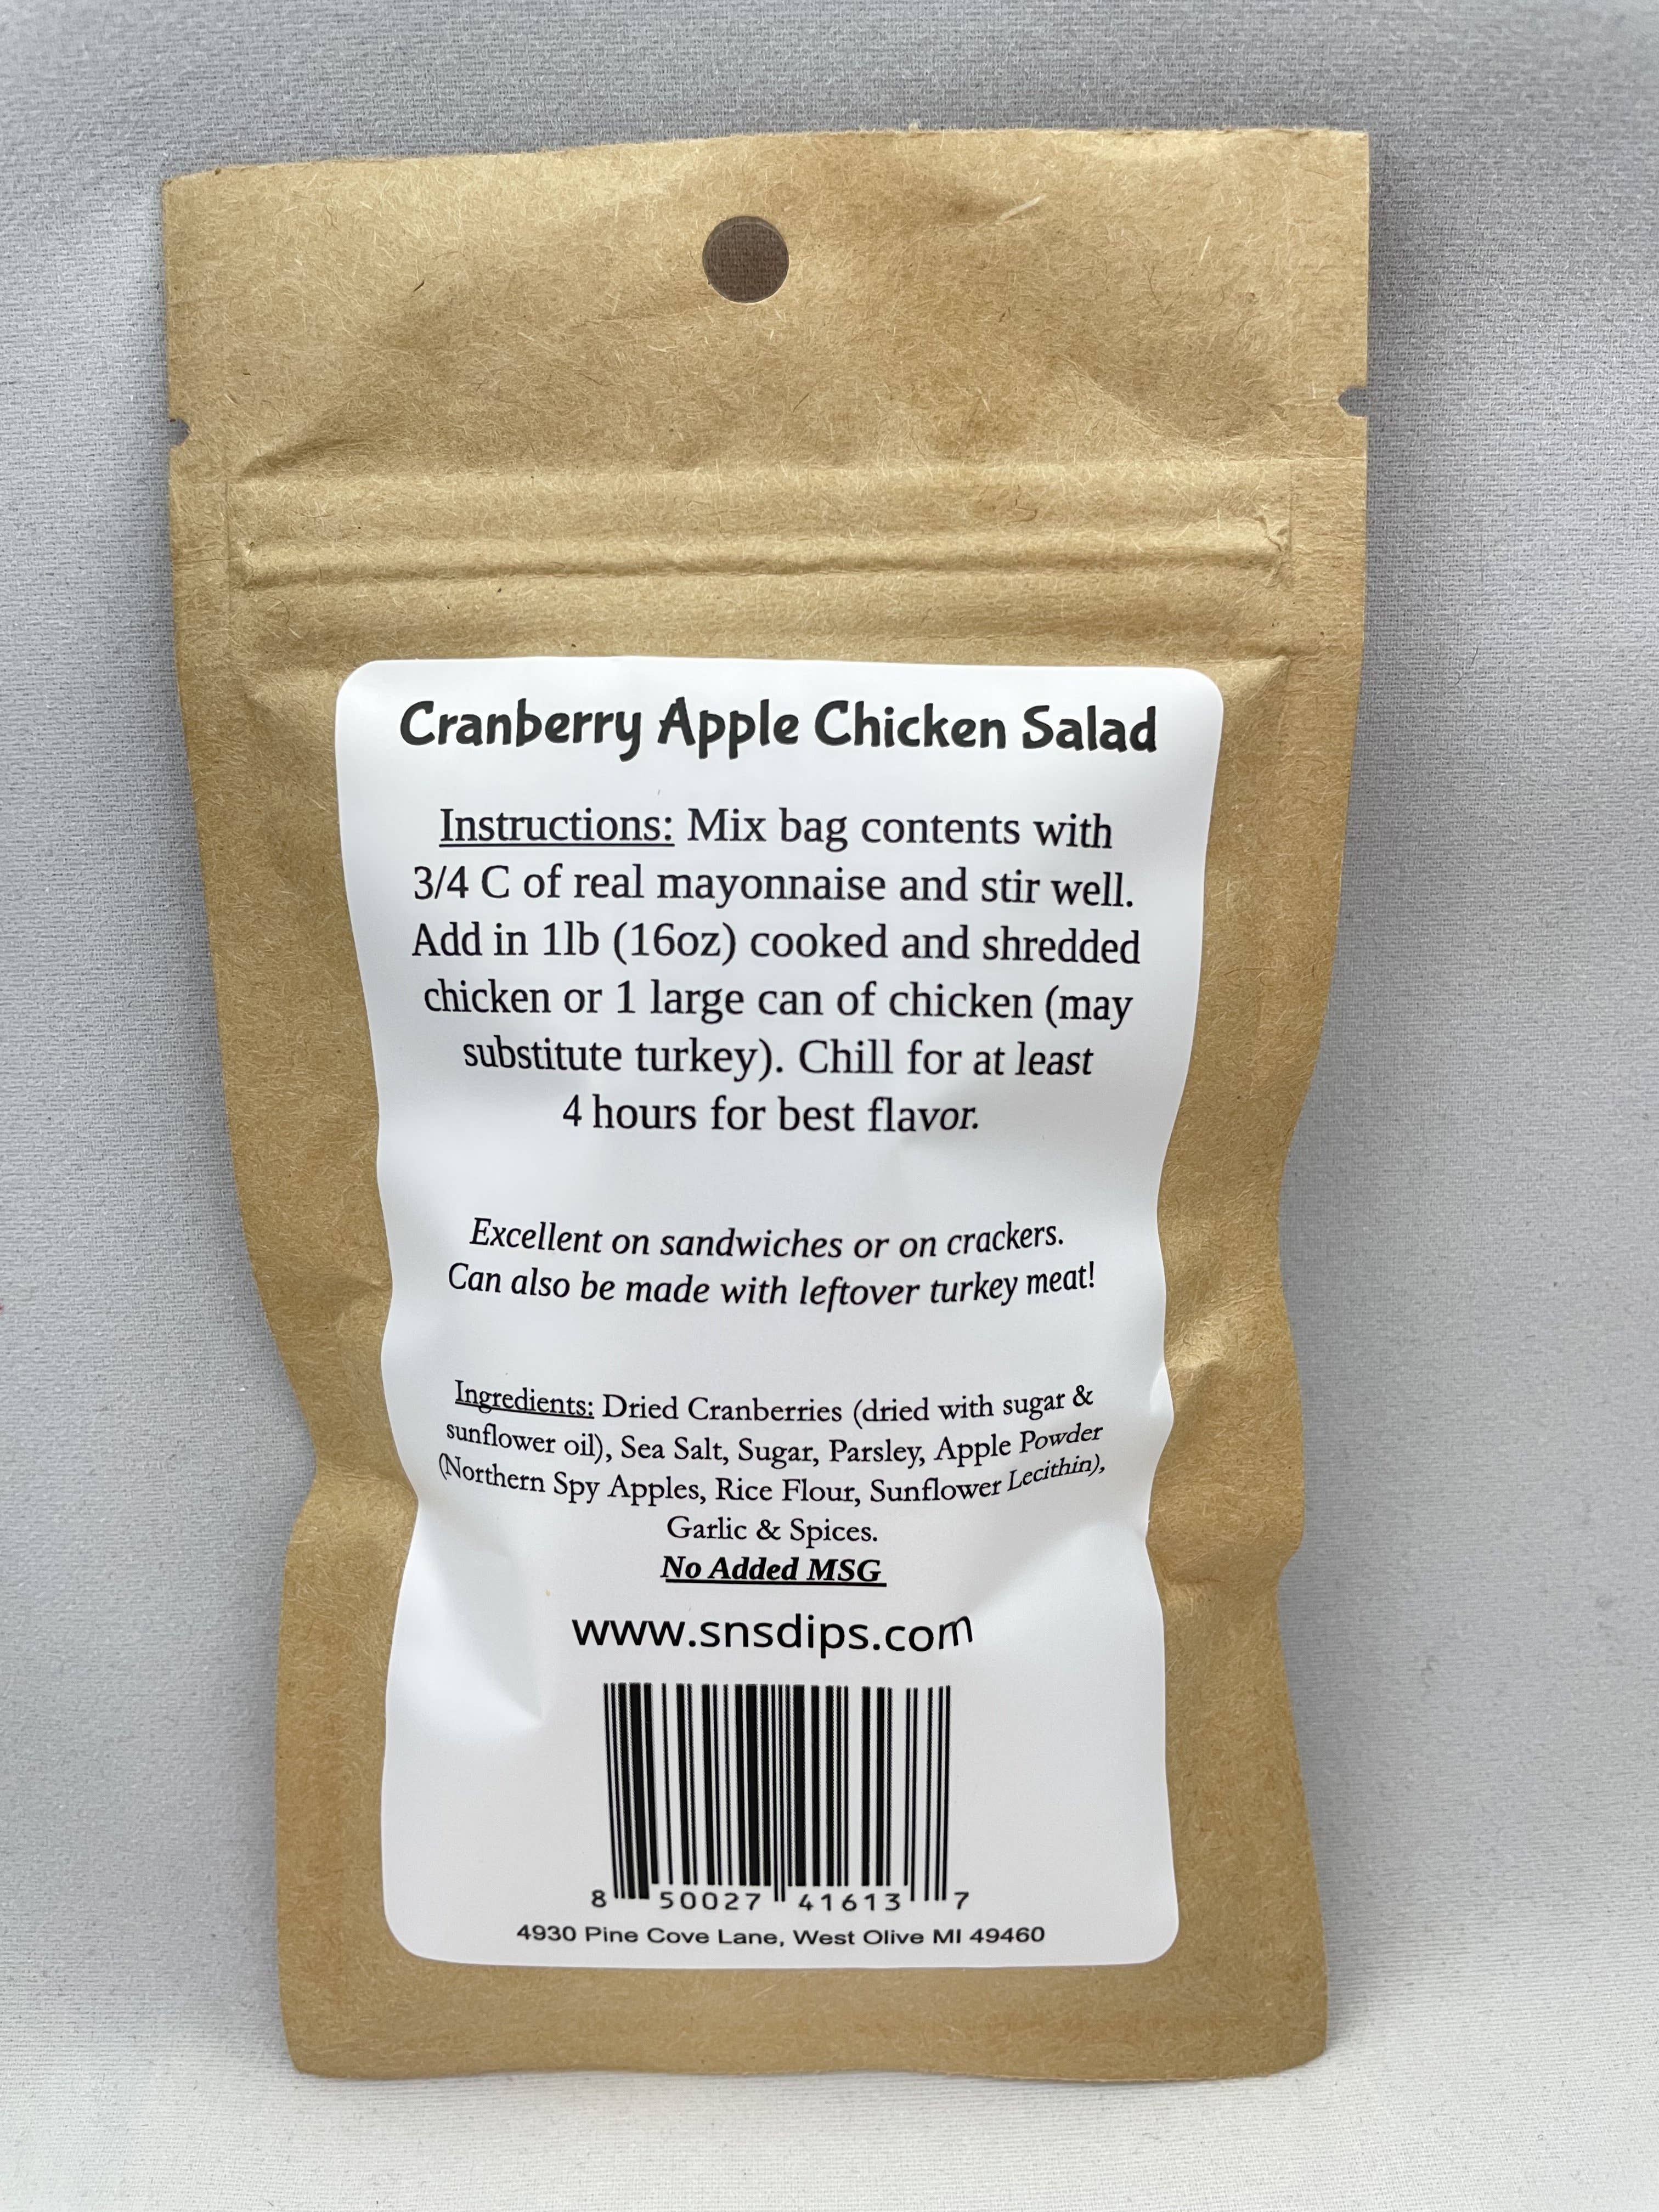 Cranberry Apple Chicken Salad
Instructions: Mix bag contents with
3/4 C of real mayonnaise and stir well.
Add in 1lb (16oz) cooked and shredded
chicken or 1 large can of chicken (may
substitute turkey). Chill for at least
4 hours for best flavor.
Excellent on sandwiches or on crackers.
Can also be made with leftover turkey meat!
Ingredients: Dried Cranberries (dried with sugar &
sunflower oil), Sea Salt, Sugar, Parsley, Apple Powder
(Northern Spy Apples, Rice Flour, Sunflower Lecithin),
Garlic & Spices.
No Added MSG
www.snsdips.com
8 50027 41613 7
4930 Pine Cove Lane, West Olive MI 49460